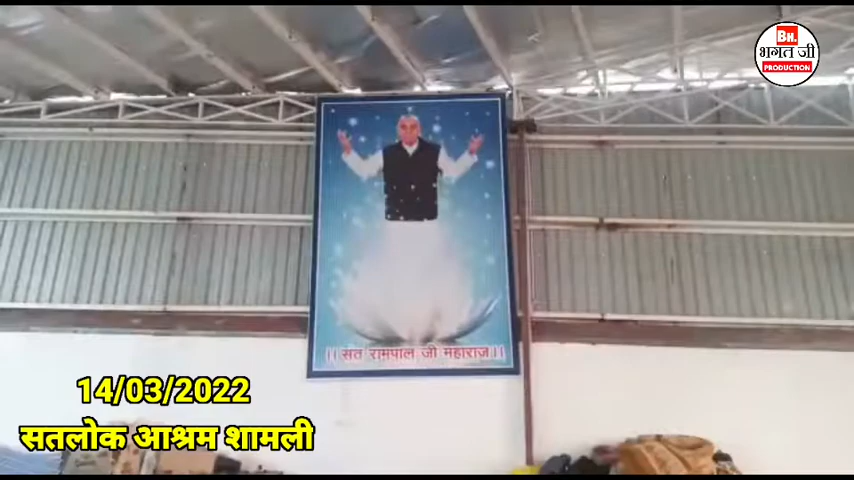 BH.
भगत जी
PRODUCTION
।।संत रामपाल जी महाराज।।
14/03/2022
सतलोक आश्रम शामली